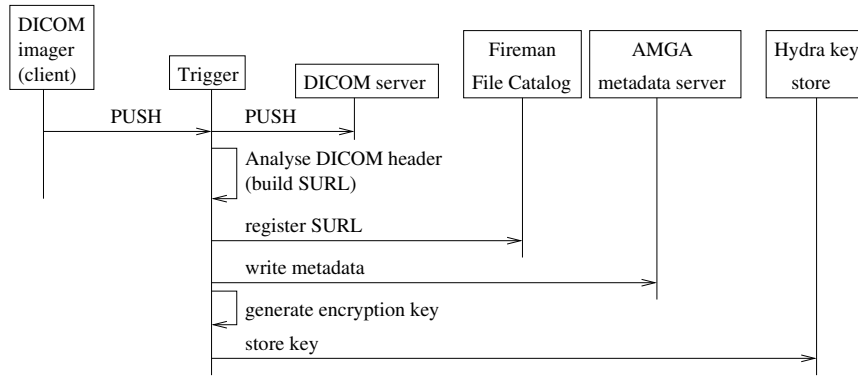 DICOM
imager
(client)
Trigger
DICOM server
Fireman
File Catalog
AMGA
metadata server
Hydra key
store
PUSH
PUSH
Analyse DICOM header
(build SURL)
register SURL
write metadata
generate encryption key
store key